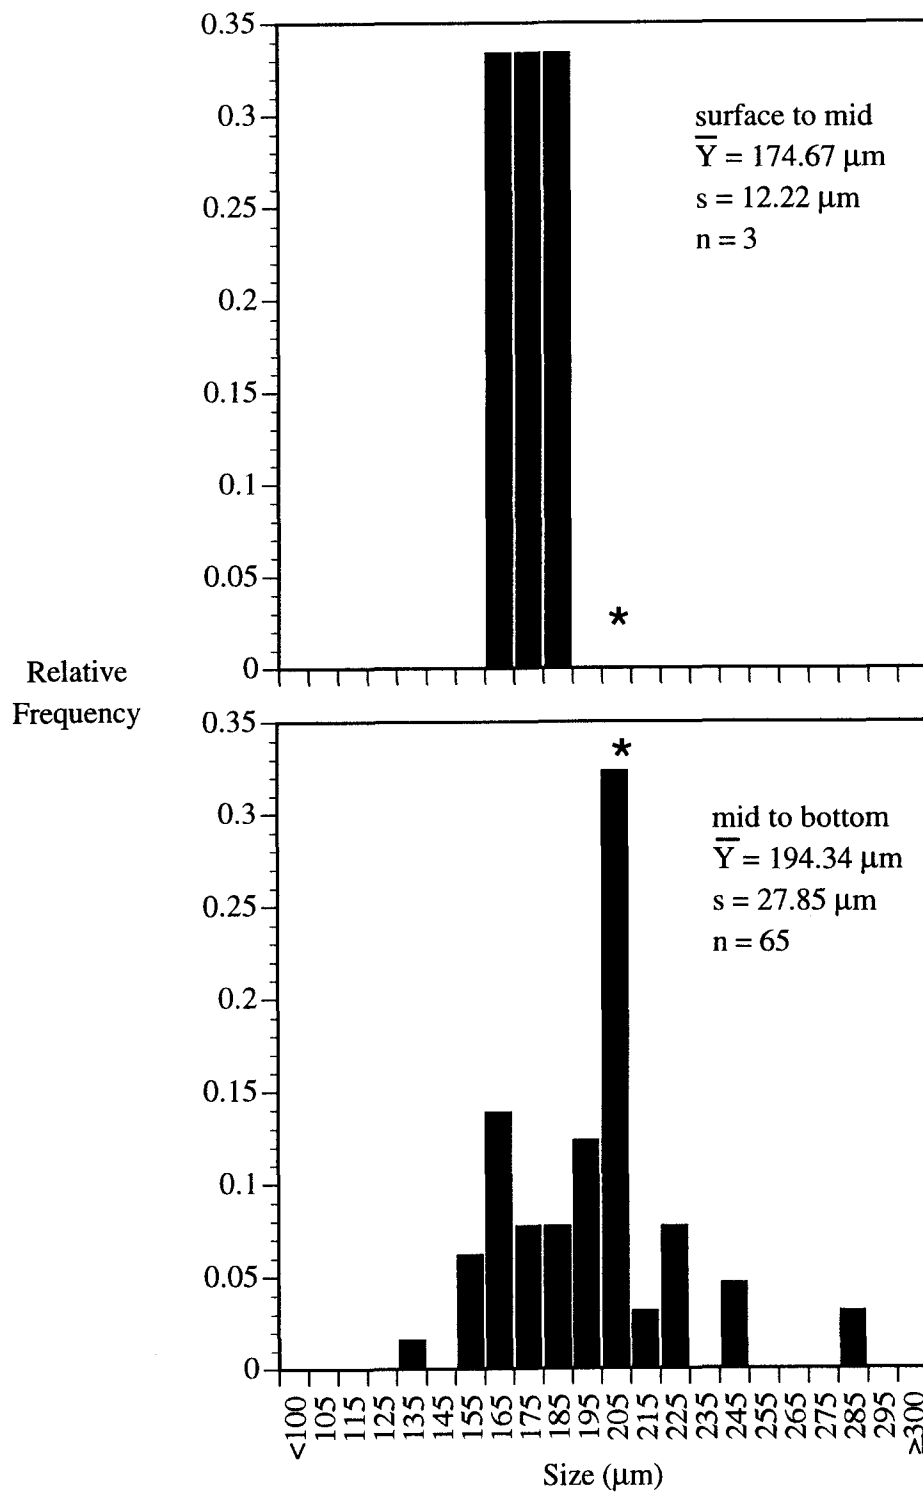 0.35
0.3
0.25
0.2
0.15
0.1
0.05
0
surface to mid
Y̅ = 174.67 μm
s = 12.22 μm
n = 3
*
Relative
Frequency
0.35
0.3
0.25
0.2
0.15
0.1
0.05
0
*
mid to bottom
Y̅ = 194.34 μm
s = 27.85 μm
n = 65
<100 105 115 125 135 145 155 165 175 185 195 205 215 225 235 245 255 265 275 285 295 ≥300
Size (μm)